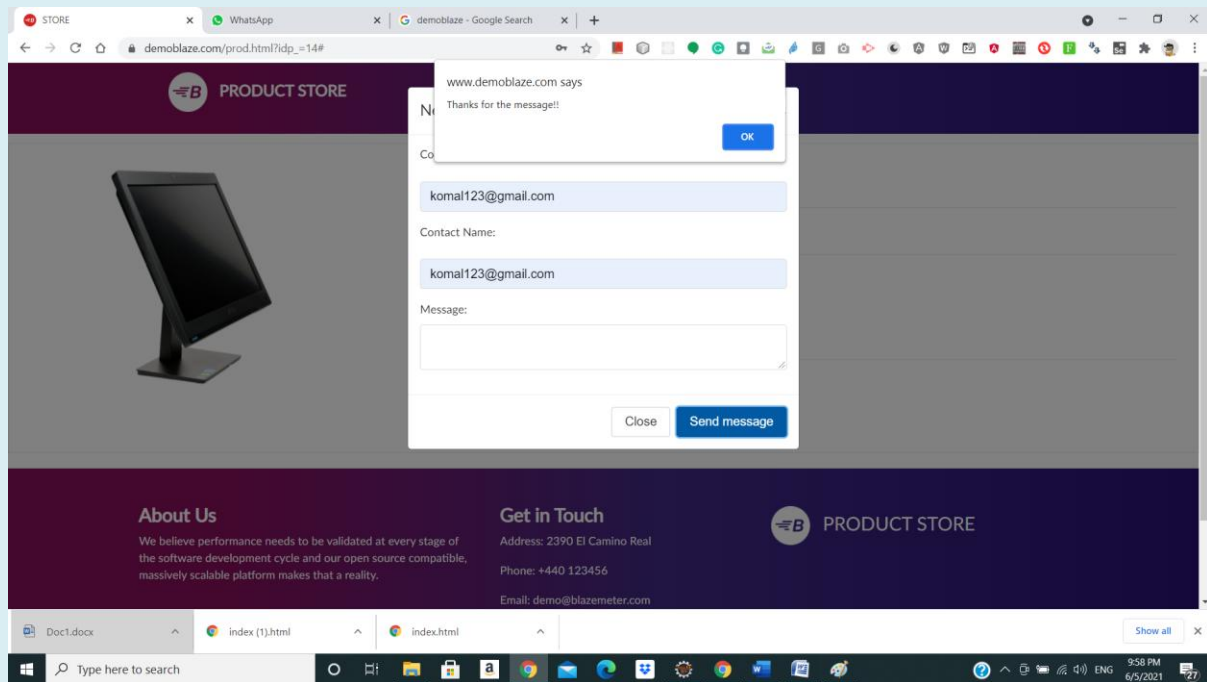 STORE
WhatsApp
demoblaze - Google Search
demoblaze.com/prod.html?idp_=14#
PRODUCT STORE
www.demoblaze.com says
Thanks for the message!!
OK
komal123@gmail.com
Contact Name:
komal123@gmail.com
Message:
Close
Send message
About Us
We believe performance needs to be validated at every stage of
the software development cycle and our open source compatible,
massively scalable platform makes that a reality.
Get in Touch
Address: 2390 El Camino Real
Phone: +440 123456
Email: demo@blazemeter.com
PRODUCT STORE
Doc1.docx
index (1).html
index.html
Show all
Type here to search
ENG
9:58 PM
6/5/2021
27